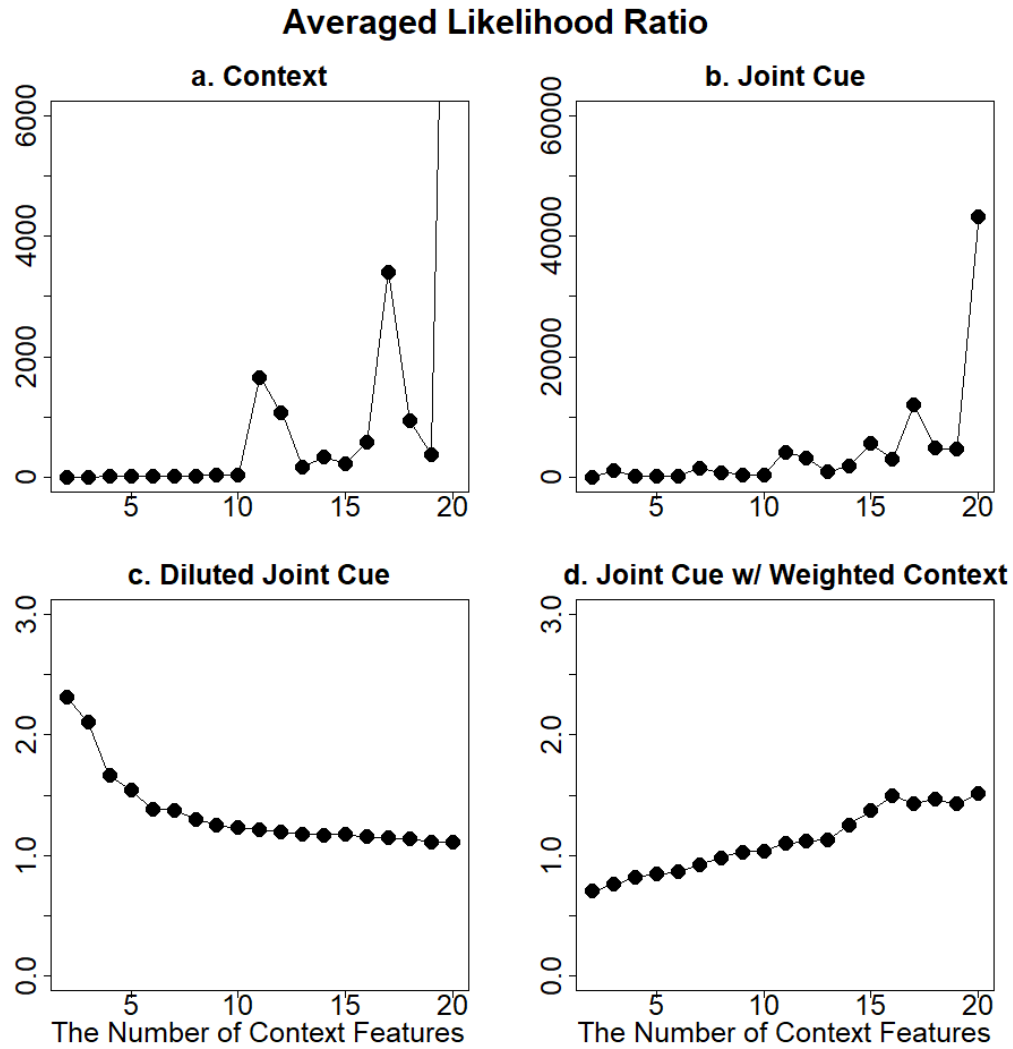 Averaged Likelihood Ratio
a. Context
b. Joint Cue
6000
4000
2000
0
5 10 15 20
60000
40000
20000
0
5 10 15 20
c. Diluted Joint Cue
d. Joint Cue w/ Weighted Context
3.0
2.0
1.0
0.0
5 10 15 20
The Number of Context Features
3.0
2.0
1.0
0.0
5 10 15 20
The Number of Context Features